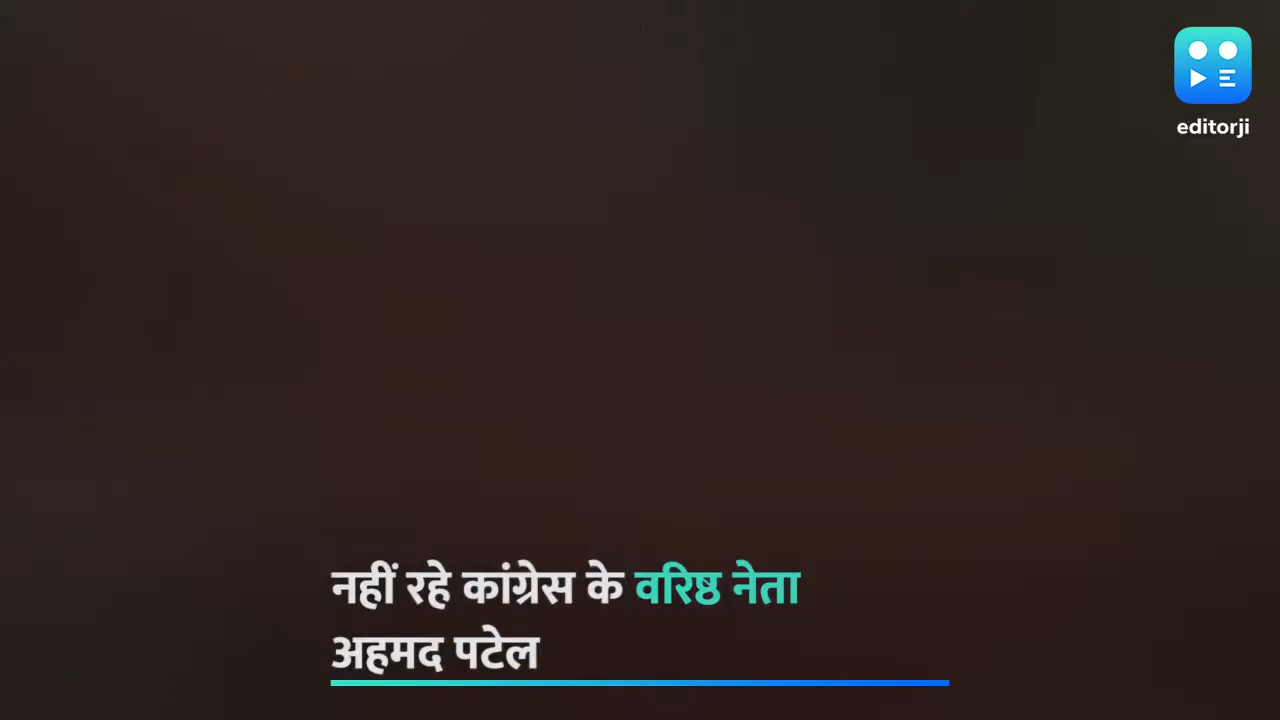 editorji
नहीं रहे कांग्रेस के वरिष्ठ नेता
अहमद पटेल